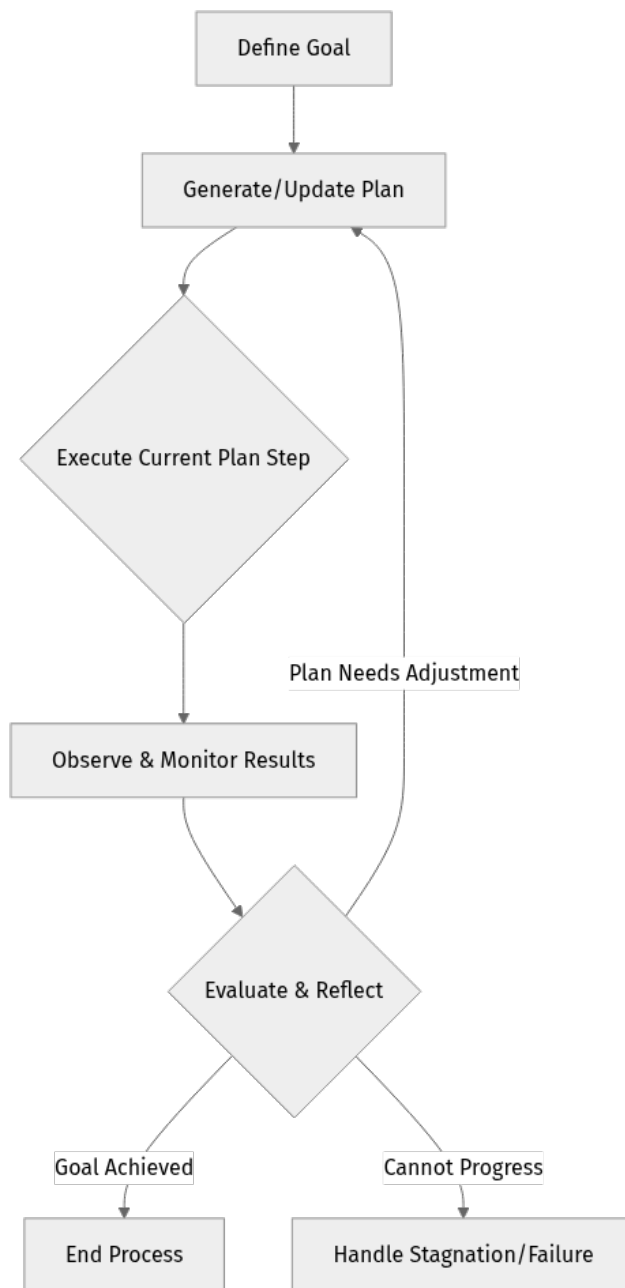 Define Goal
Generate/Update Plan
Execute Current Plan Step
Plan Needs Adjustment
Observe & Monitor Results
Evaluate & Reflect
Goal Achieved
Cannot Progress
End Process
Handle Stagnation/Failure